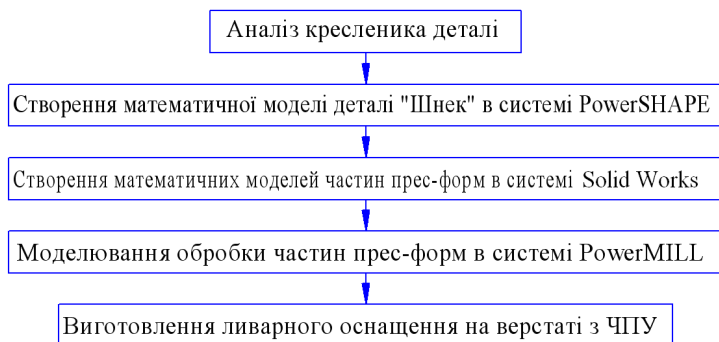 Аналіз кресленика деталі
Створення математичної моделі деталі "Шнек" в системі PowerSHAPE
Створення математичних моделей частин прес-форм в системі Solid Works
Моделювання обробки частин прес-форм в системі PowerMILL
Виготовлення ливарного оснащення на верстаті з ЧПУ